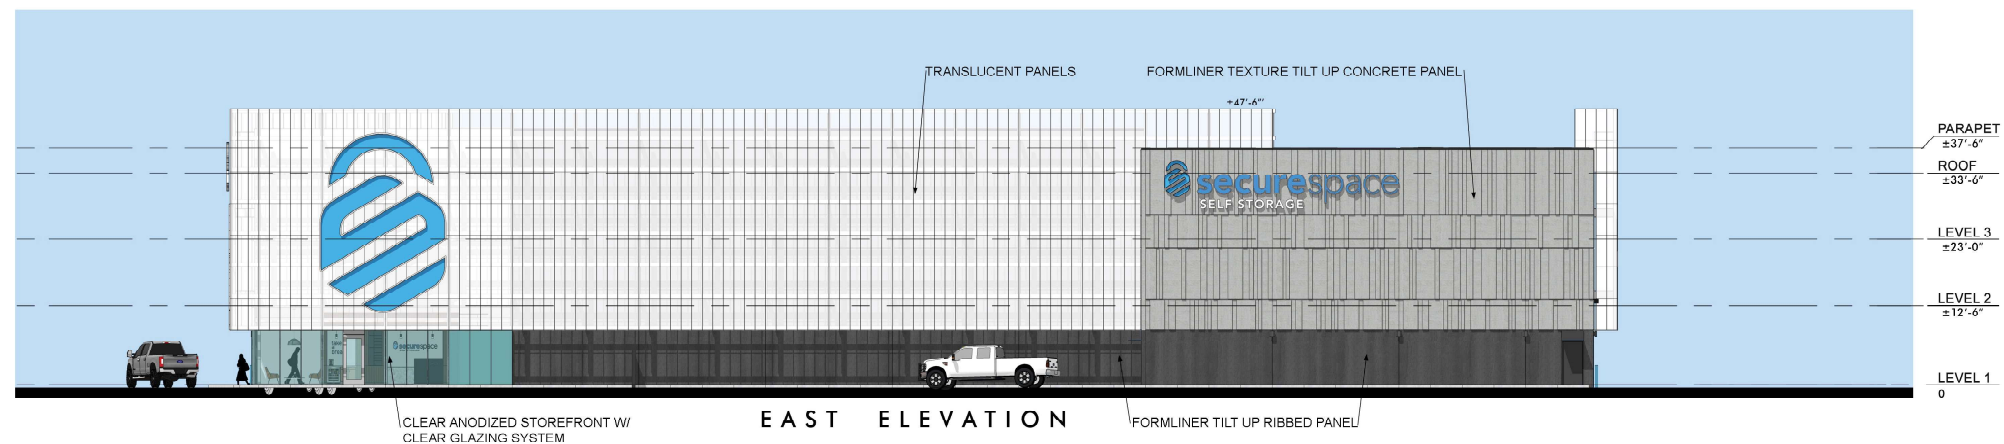 TRANSLUCENT PANELS
FORMLINER TEXTURE TILT UP CONCRETE PANEL
±47'-6"
PARAPET
±37'-6"
ROOF
±33'-6"
securespace
SELF STORAGE
LEVEL 3
±23'-0"
LEVEL 2
±12'-6"
securespace
LEVEL 1
0
CLEAR ANODIZED STOREFRONT W/
CLEAR GLAZING SYSTEM
EAST ELEVATION
FORMLINER TILT UP RIBBED PANEL